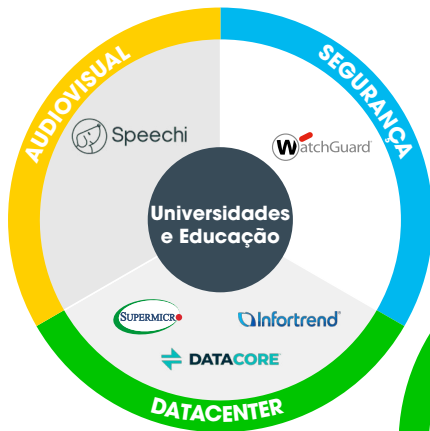 AUDIOVISUAL
SEGURANÇA
Speechi
WatchGuard
Universidades
e Educação
SUPERMICRO
Infortrend
DATACORE
DATACENTER